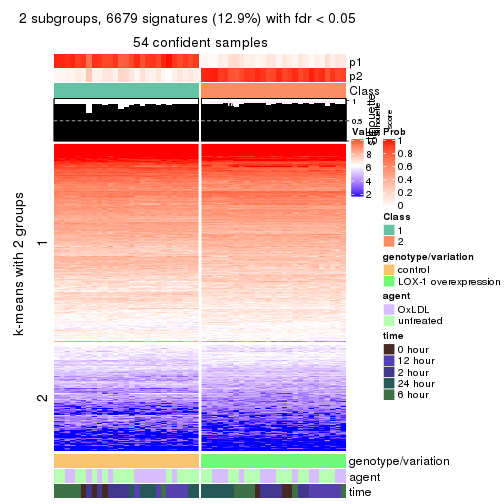 2 subgroups, 6679 signatures (12.9%) with fdr < 0.05
54 confident samples
p1
p2
Class
1
0.5
score
k-means with 2 groups
1
2
Value
8
6
4
2
Prob
1
0.8
0.6
0.4
0.2
0
Class
1
2
genotype/variation
control
LOX-1 overexpression
agent
OxLDL
untreated
time
0 hour
12 hour
2 hour
24 hour
6 hour
genotype/variation
agent
time